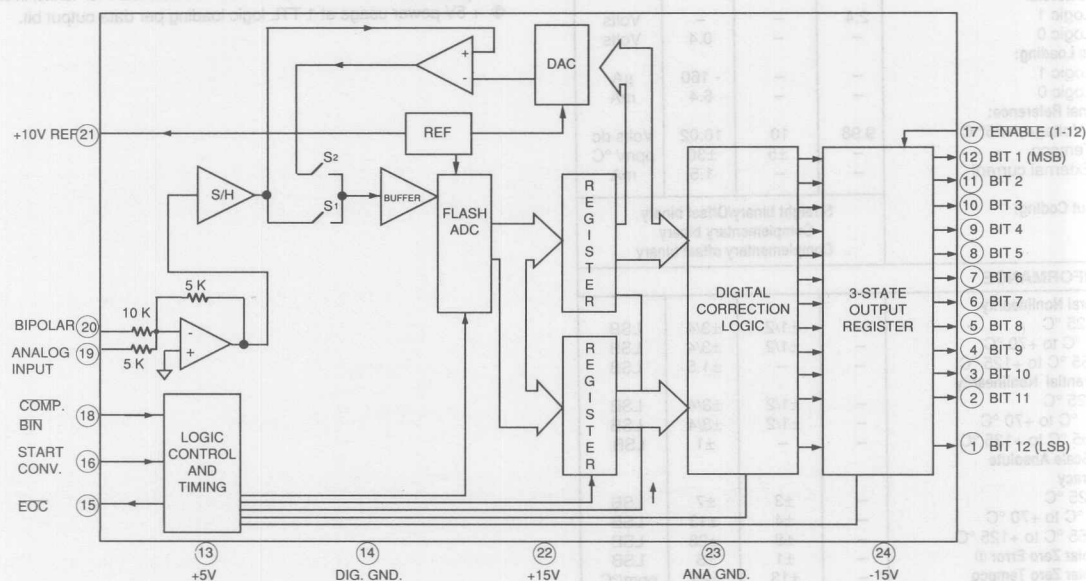 DAC
+10V REF 21
REF
17 ENABLE (1-12)
12 BIT 1 (MSB)
11 BIT 2
10 BIT 3
9 BIT 4
8 BIT 5
7 BIT 6
6 BIT 7
5 BIT 8
4 BIT 9
3 BIT 10
2 BIT 11
1 BIT 12 (LSB)
S2
S/H
S1
BUFFER
FLASH
ADC
REGISTER
REGISTER
DIGITAL
CORRECTION
LOGIC
3-STATE
OUTPUT
REGISTER
5 K
10 K
BIPOLAR 20
ANALOG 19
INPUT
5 K
+
-
-
+
COMP.
BIN
18
START
CONV.
16
EOC 15
LOGIC
CONTROL
AND
TIMING
13
+5V
14
DIG. GND.
22
+15V
23
ANA GND.
24
-15V